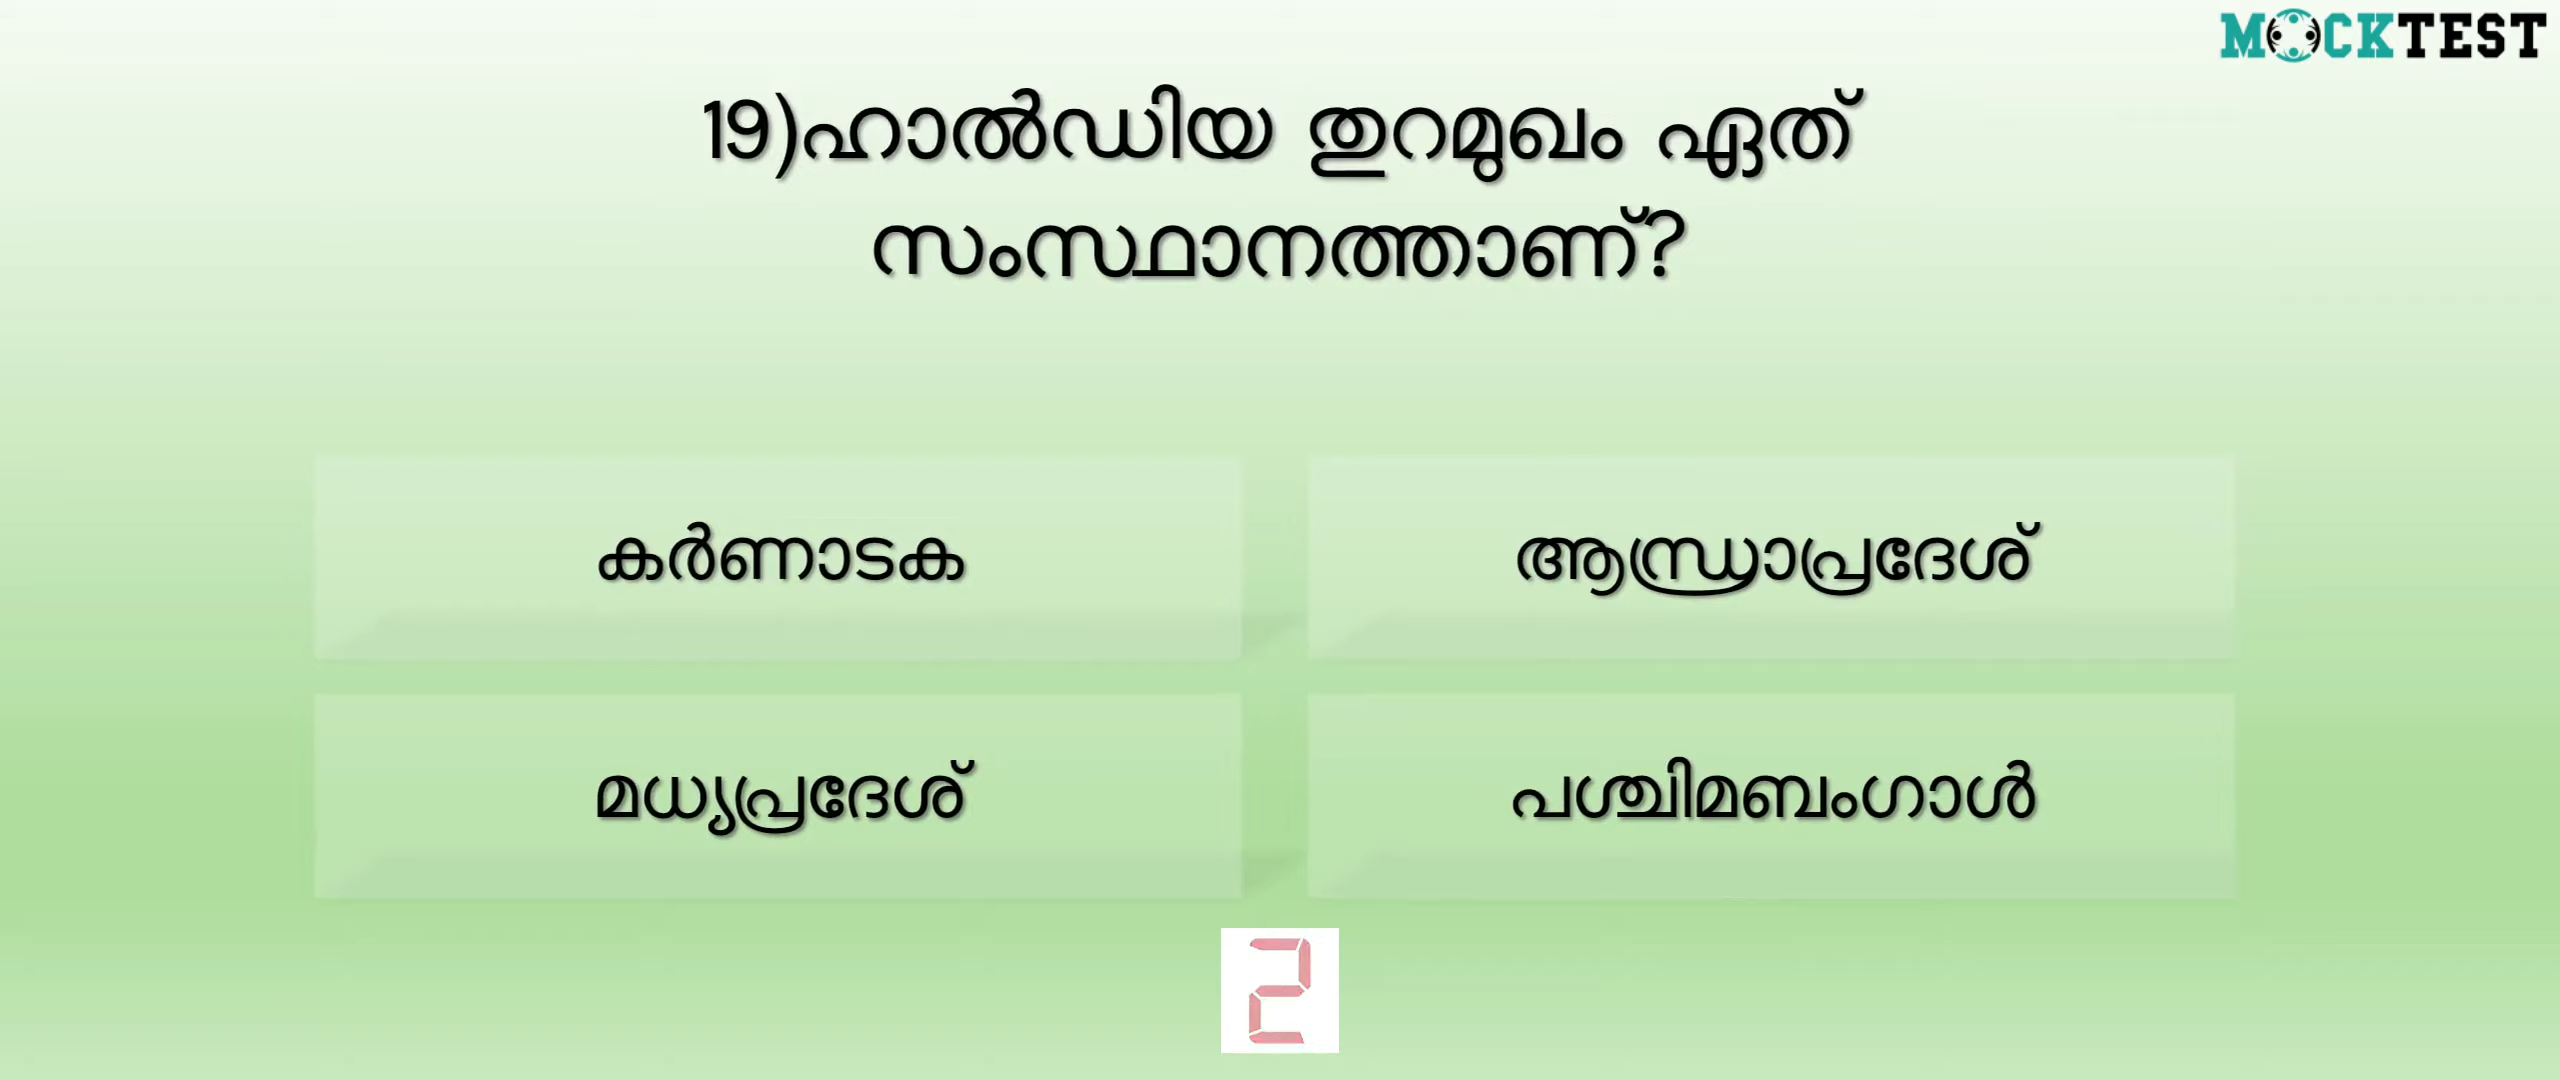 MOCKTEST
19)ഹാൽഡിയ തുറമുഖം ഏത്
സംസ്ഥാനത്താണ്?
കർണാടക
ആന്ധ്രാപ്രദേശ്
മധ്യപ്രദേശ്
പശ്ചിമബംഗാൾ
2